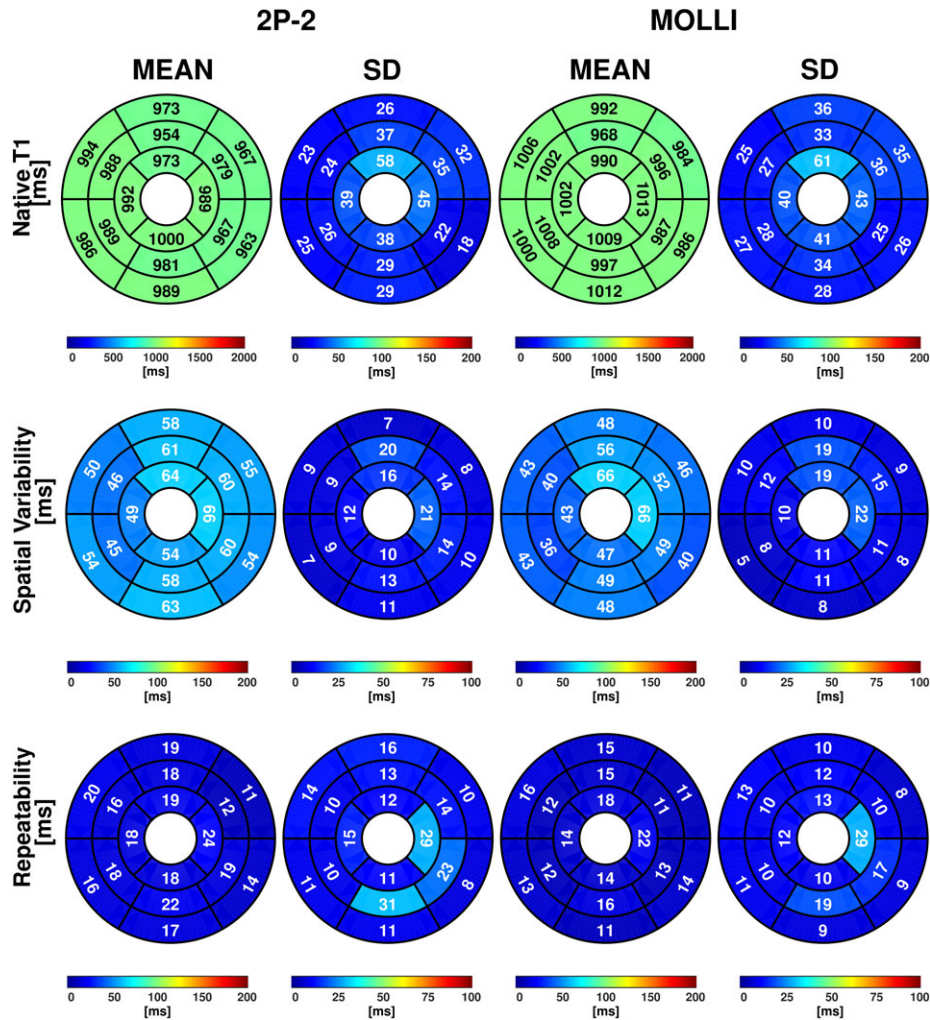 2P-2 MOLLI
MEAN SD MEAN SD
Native T1
[ms]
973
994 954 967
988 973 979
992 989
986 989 1000 967 963
981
989
26
23 37 32
24 58 35
39 45
25 26 38 22 18
29
29
992
1006 968 984
1002 990 996
1002 1013
1000 1008 1009 987 986
997
1012
36
25 33 35
27 61 36
40 43
27 28 41 25 26
34
28
0 500 1000 1500 2000
[ms]
0 50 100 150 200
[ms]
0 500 1000 1500 2000
[ms]
0 50 100 150 200
[ms]
Spatial Variability
[ms]
58
50 61 55
46 64 60
49 66
54 45 54 60 54
58
63
7
9 20 8
9 16 14
12 21
7 9 10 14 10
13
11
48
43 56 46
40 66 52
43 66
43 36 47 49 40
49
48
10
10 19 9
12 19 15
10 22
5 8 11 11 8
11
8
0 50 100 150 200
[ms]
0 25 50 75 100
[ms]
0 50 100 150 200
[ms]
0 25 50 75 100
[ms]
Repeatability
[ms]
19
20 18 11
16 19 12
18 24
16 18 18 19 14
22
17
16
14 13 10
10 12 14
15 29
11 10 11 23 8
31
11
15
16 15 11
12 18 11
14 22
13 12 14 13 14
16
11
10
13 12 8
10 13 10
12 29
11 10 10 17 9
19
9
0 50 100 150 200
[ms]
0 25 50 75 100
[ms]
0 50 100 150 200
[ms]
0 25 50 75 100
[ms]